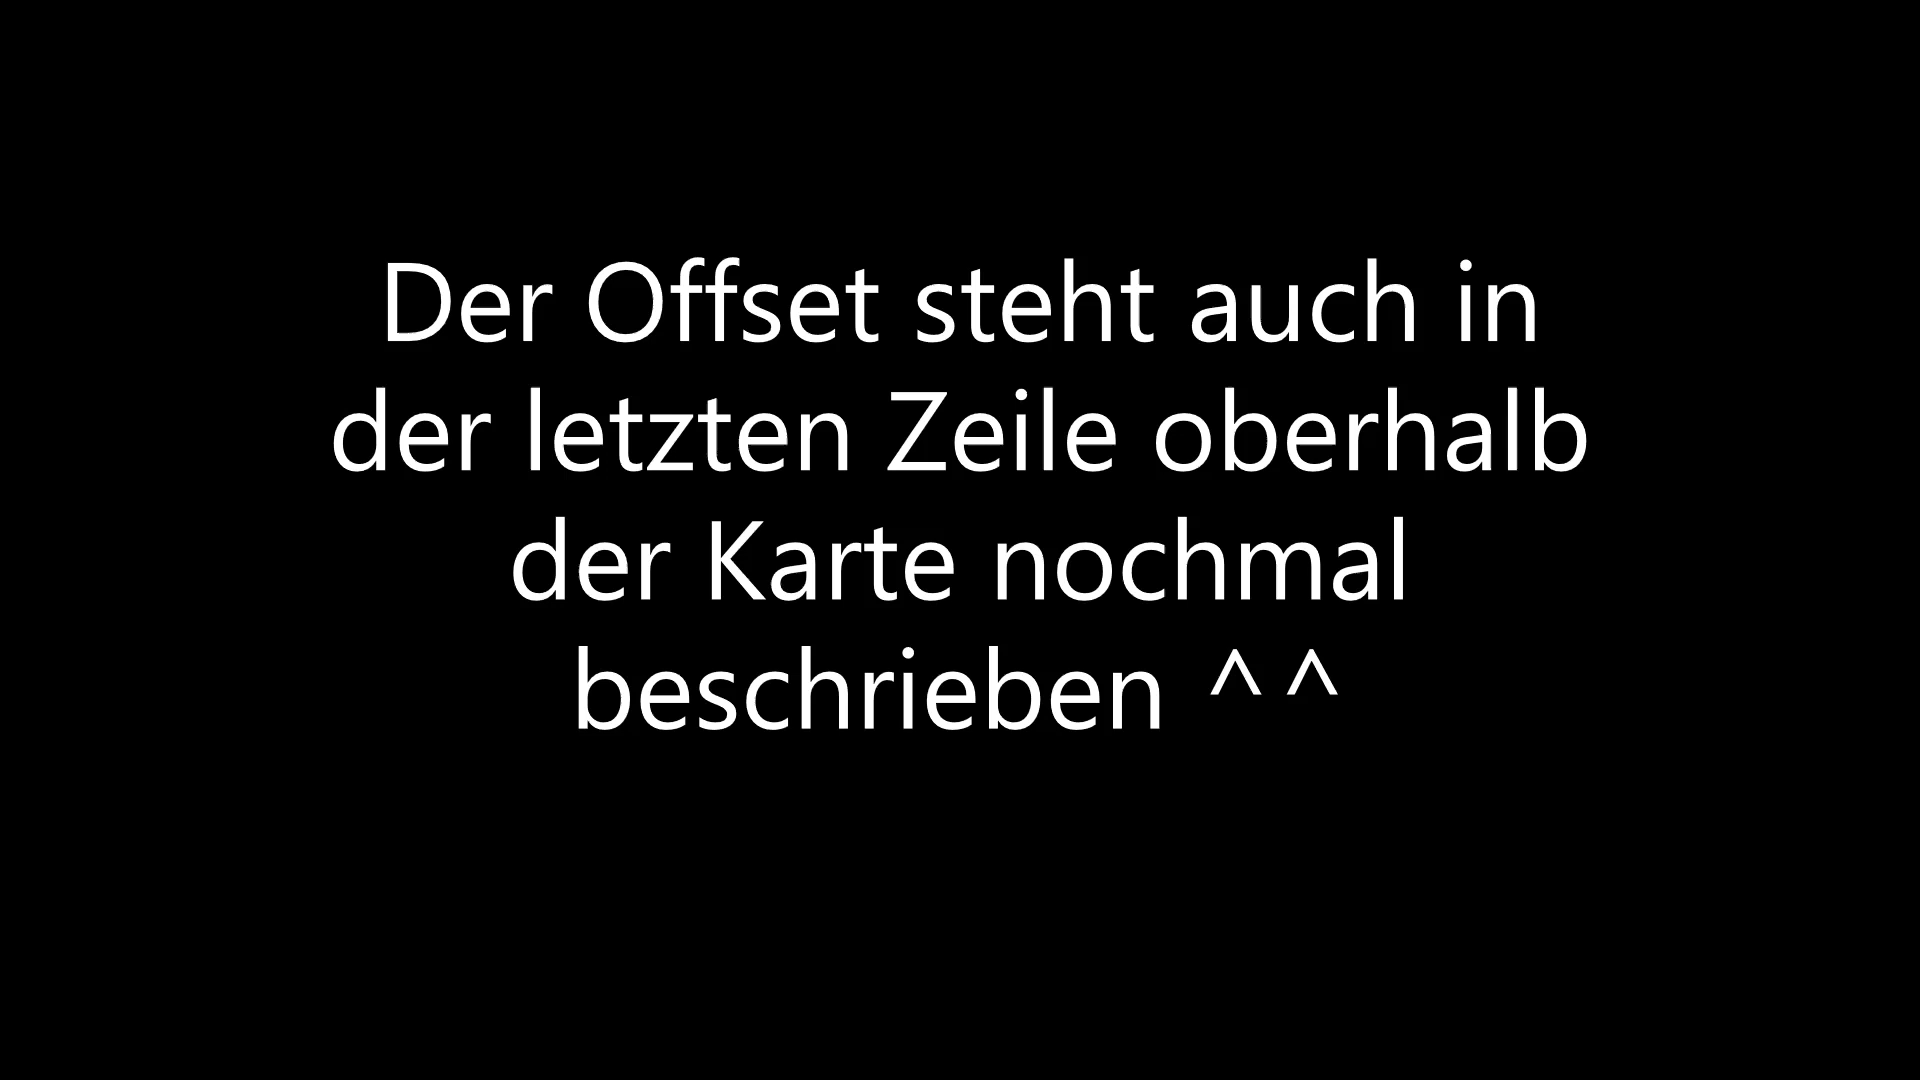 Der Offset steht auch in
der letzten Zeile oberhalb
der Karte nochmal
beschrieben ^^